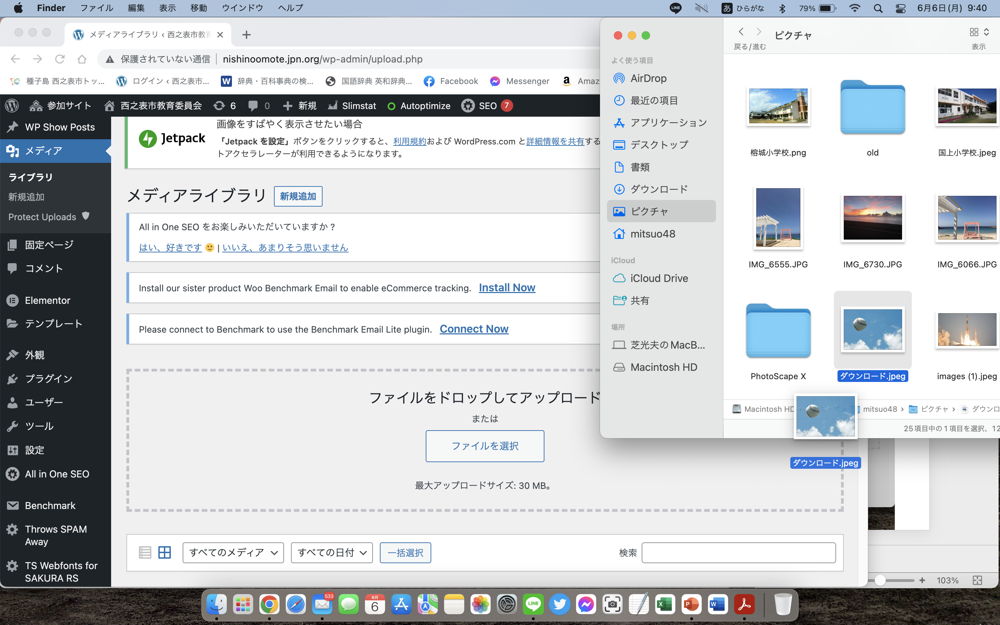 Finder ファイル 編集 表示 移動 ウインドウ ヘルプ
LINE あ ひらがな 79% 6月6日(月) 9:40
メディアライブラリ ‹ 西之表市教育
保護されていない通信 nishinoomote.jpn.org/wp-admin/upload.php
種子島 西之表市トッ... ログイン ‹ 西之表市... W 辞典・百科事典の検... 国語辞典 英和辞典... Facebook Messenger a Amaz
参加サイト 西之表市教育委員会 6 0 新規 Slimstat Autoptimize SEO 7
WP Show Posts
メディア
ライブラリ
新規追加
Protect Uploads
固定ページ
コメント
Elementor
テンプレート
外観
プラグイン
ユーザー
ツール
設定
All in One SEO
Benchmark
Throws SPAM
Away
TS Webfonts for
SAKURA RS
Jetpack
画像をすばやく表示させたい場合
「Jetpack を設定」ボタンをクリックすると、利用規約および WordPress.com と詳細情報を共有する
トアクセラレーターが利用できるようになります。
メディアライブラリ 新規追加
All in One SEO をお楽しみいただいていますか ?
はい、好きです 🙂 | いいえ、あまりそう思いません
Install our sister product Woo Benchmark Email to enable eCommerce tracking. Install Now
Please connect to Benchmark to use the Benchmark Email Lite plugin. Connect Now
ファイルをドロップしてアップロード
または
ファイルを選択
最大アップロードサイズ: 30 MB。
すべてのメディア すべての日付 一括選択 検索
よく使う項目
AirDrop
最近の項目
アプリケーション
デスクトップ
書類
ダウンロード
ピクチャ
mitsuo48
iCloud
iCloud Drive
共有
場所
芝光夫のMacB...
Macintosh HD
ピクチャ
戻る/進む 表示
榕城小学校.png old 国上小学校.jpeg
IMG_6555.JPG IMG_6730.JPG IMG_6066.JPG
PhotoScape X ダウンロード.jpeg images (1).jpeg
Macintosh HD › ユーザ › mitsuo48 › ピクチャ › ダウンロ
25項目中の1項目を選択、12
ダウンロード.jpeg
103%
533
6月
6
LINE
X P W